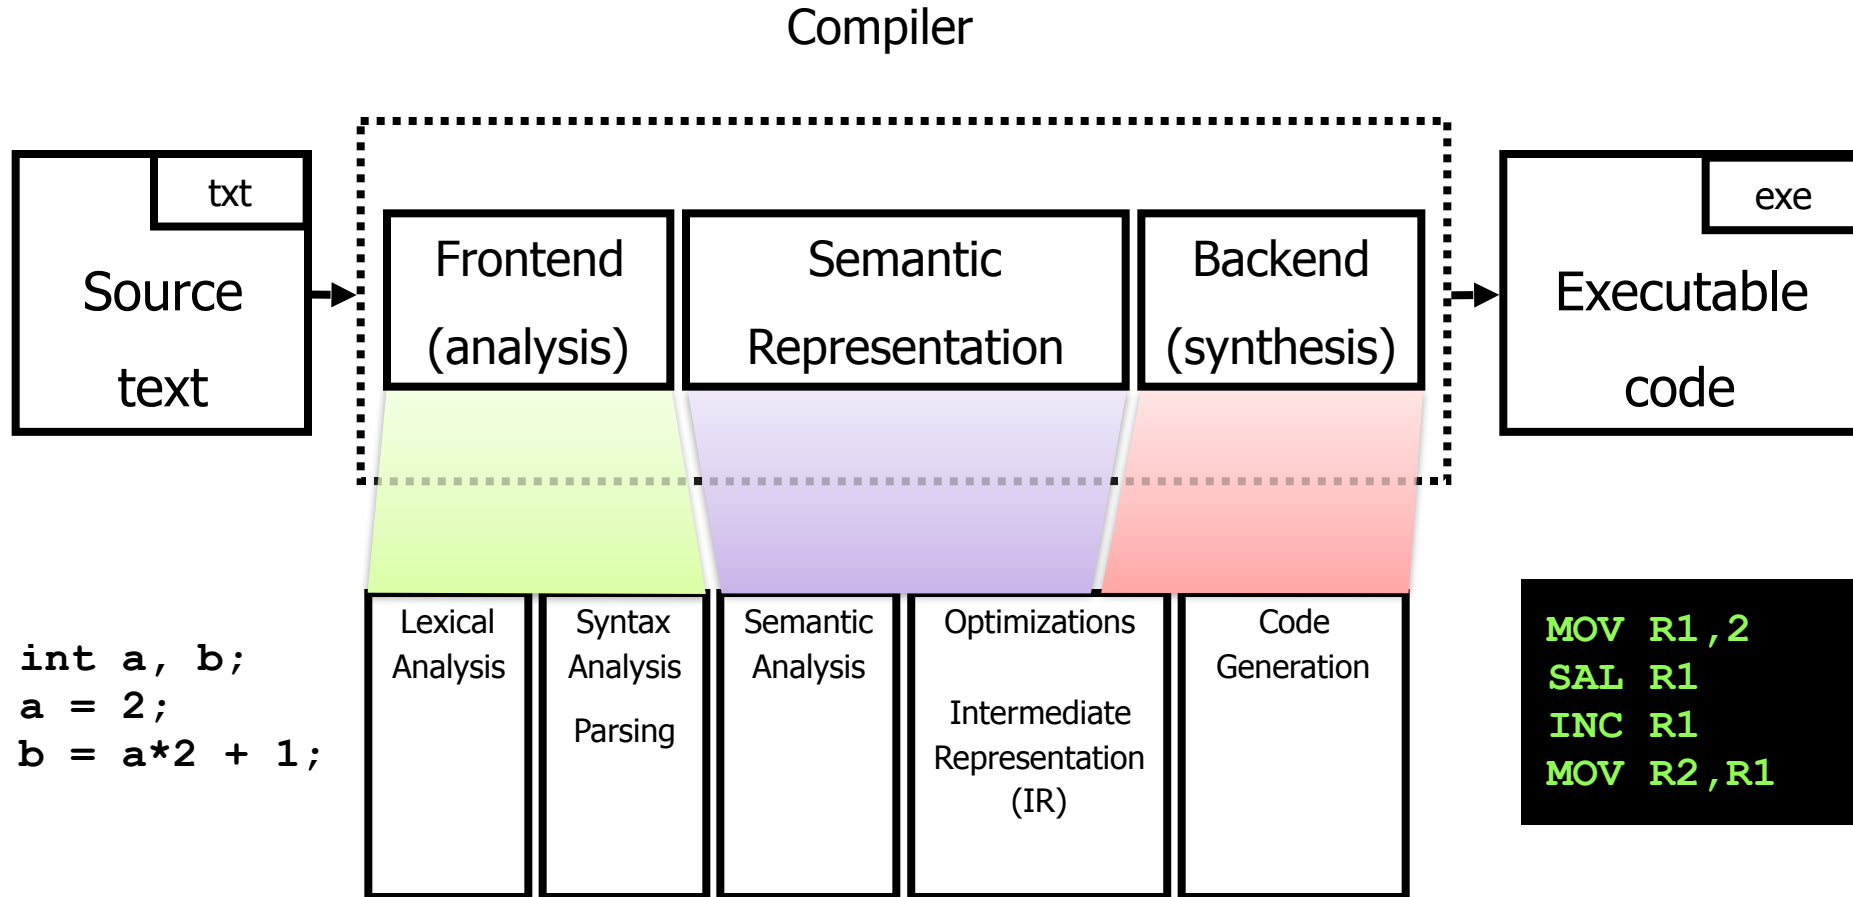 Compiler
txt
Source
text
Frontend
(analysis)
Semantic
Representation
Backend
(synthesis)
exe
Executable
code
int a, b;
a = 2;
b = a*2 + 1;
Lexical
Analysis
Syntax
Analysis
Parsing
Semantic
Analysis
Optimizations
Intermediate
Representation
(IR)
Code
Generation
MOV R1,2
SAL R1
INC R1
MOV R2,R1